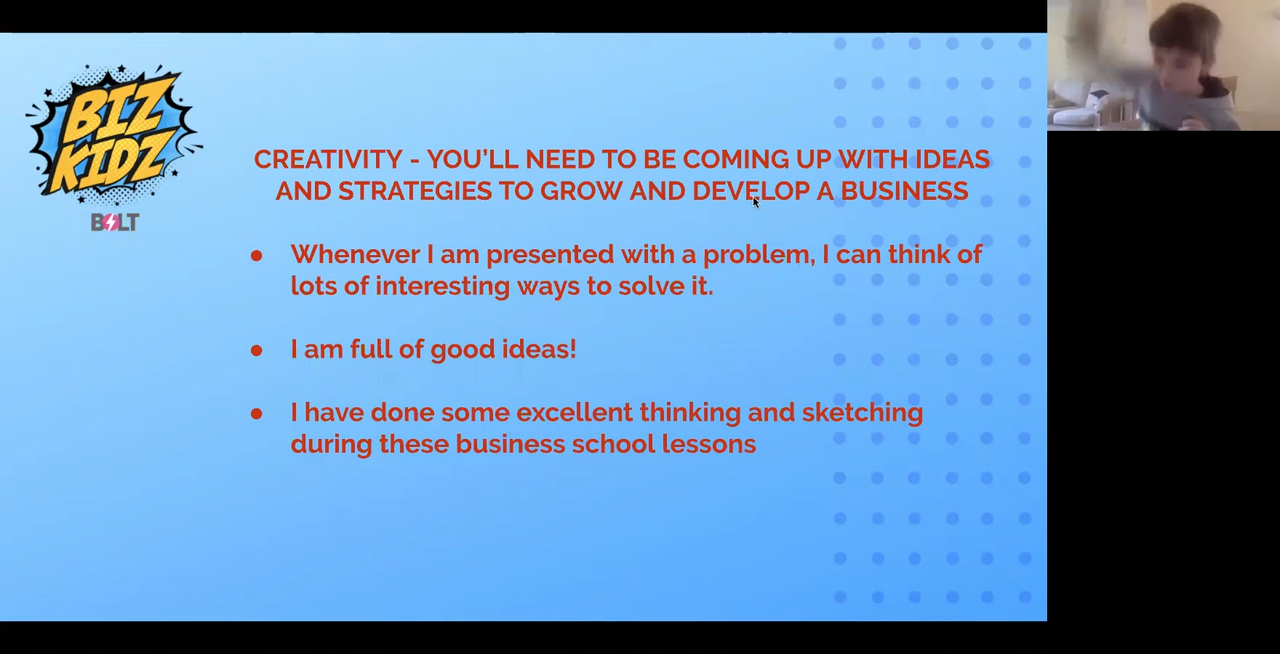 BIZ
KIDZ
BOLT
CREATIVITY - YOU’LL NEED TO BE COMING UP WITH IDEAS
AND STRATEGIES TO GROW AND DEVELOP A BUSINESS
● Whenever I am presented with a problem, I can think of
lots of interesting ways to solve it.
● I am full of good ideas!
● I have done some excellent thinking and sketching
during these business school lessons